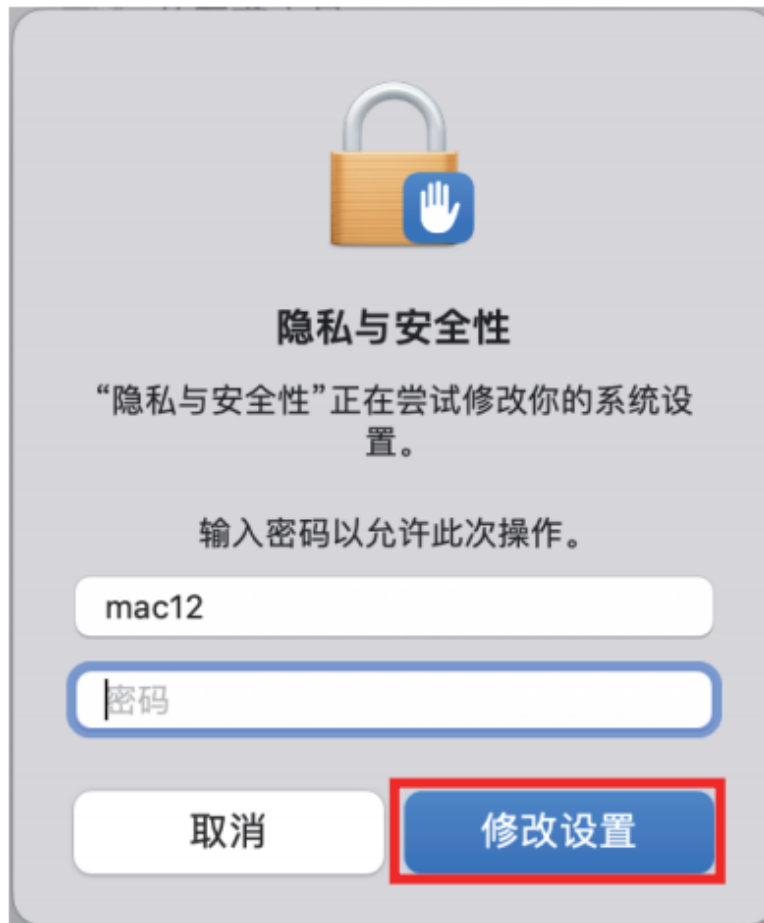 隐私与安全性
“隐私与安全性”正在尝试修改你的系统设
置。
输入密码以允许此次操作。
mac12
密码
取消
修改设置